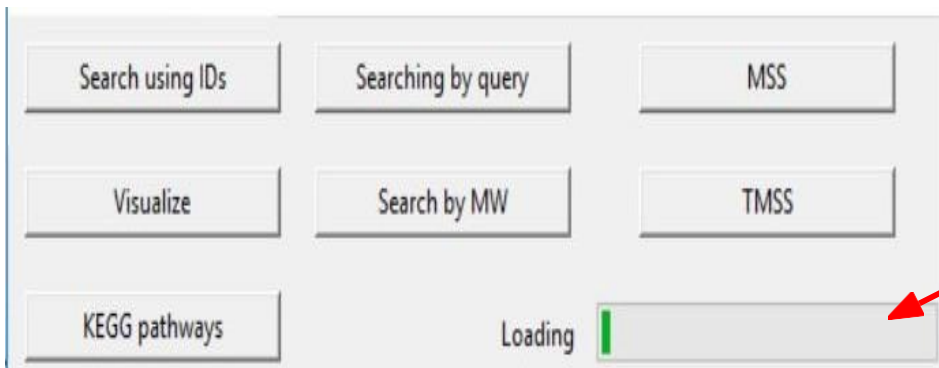 Search using IDs
Searching by query
MSS
Visualize
Search by MW
TMSS
KEGG pathways
Loading